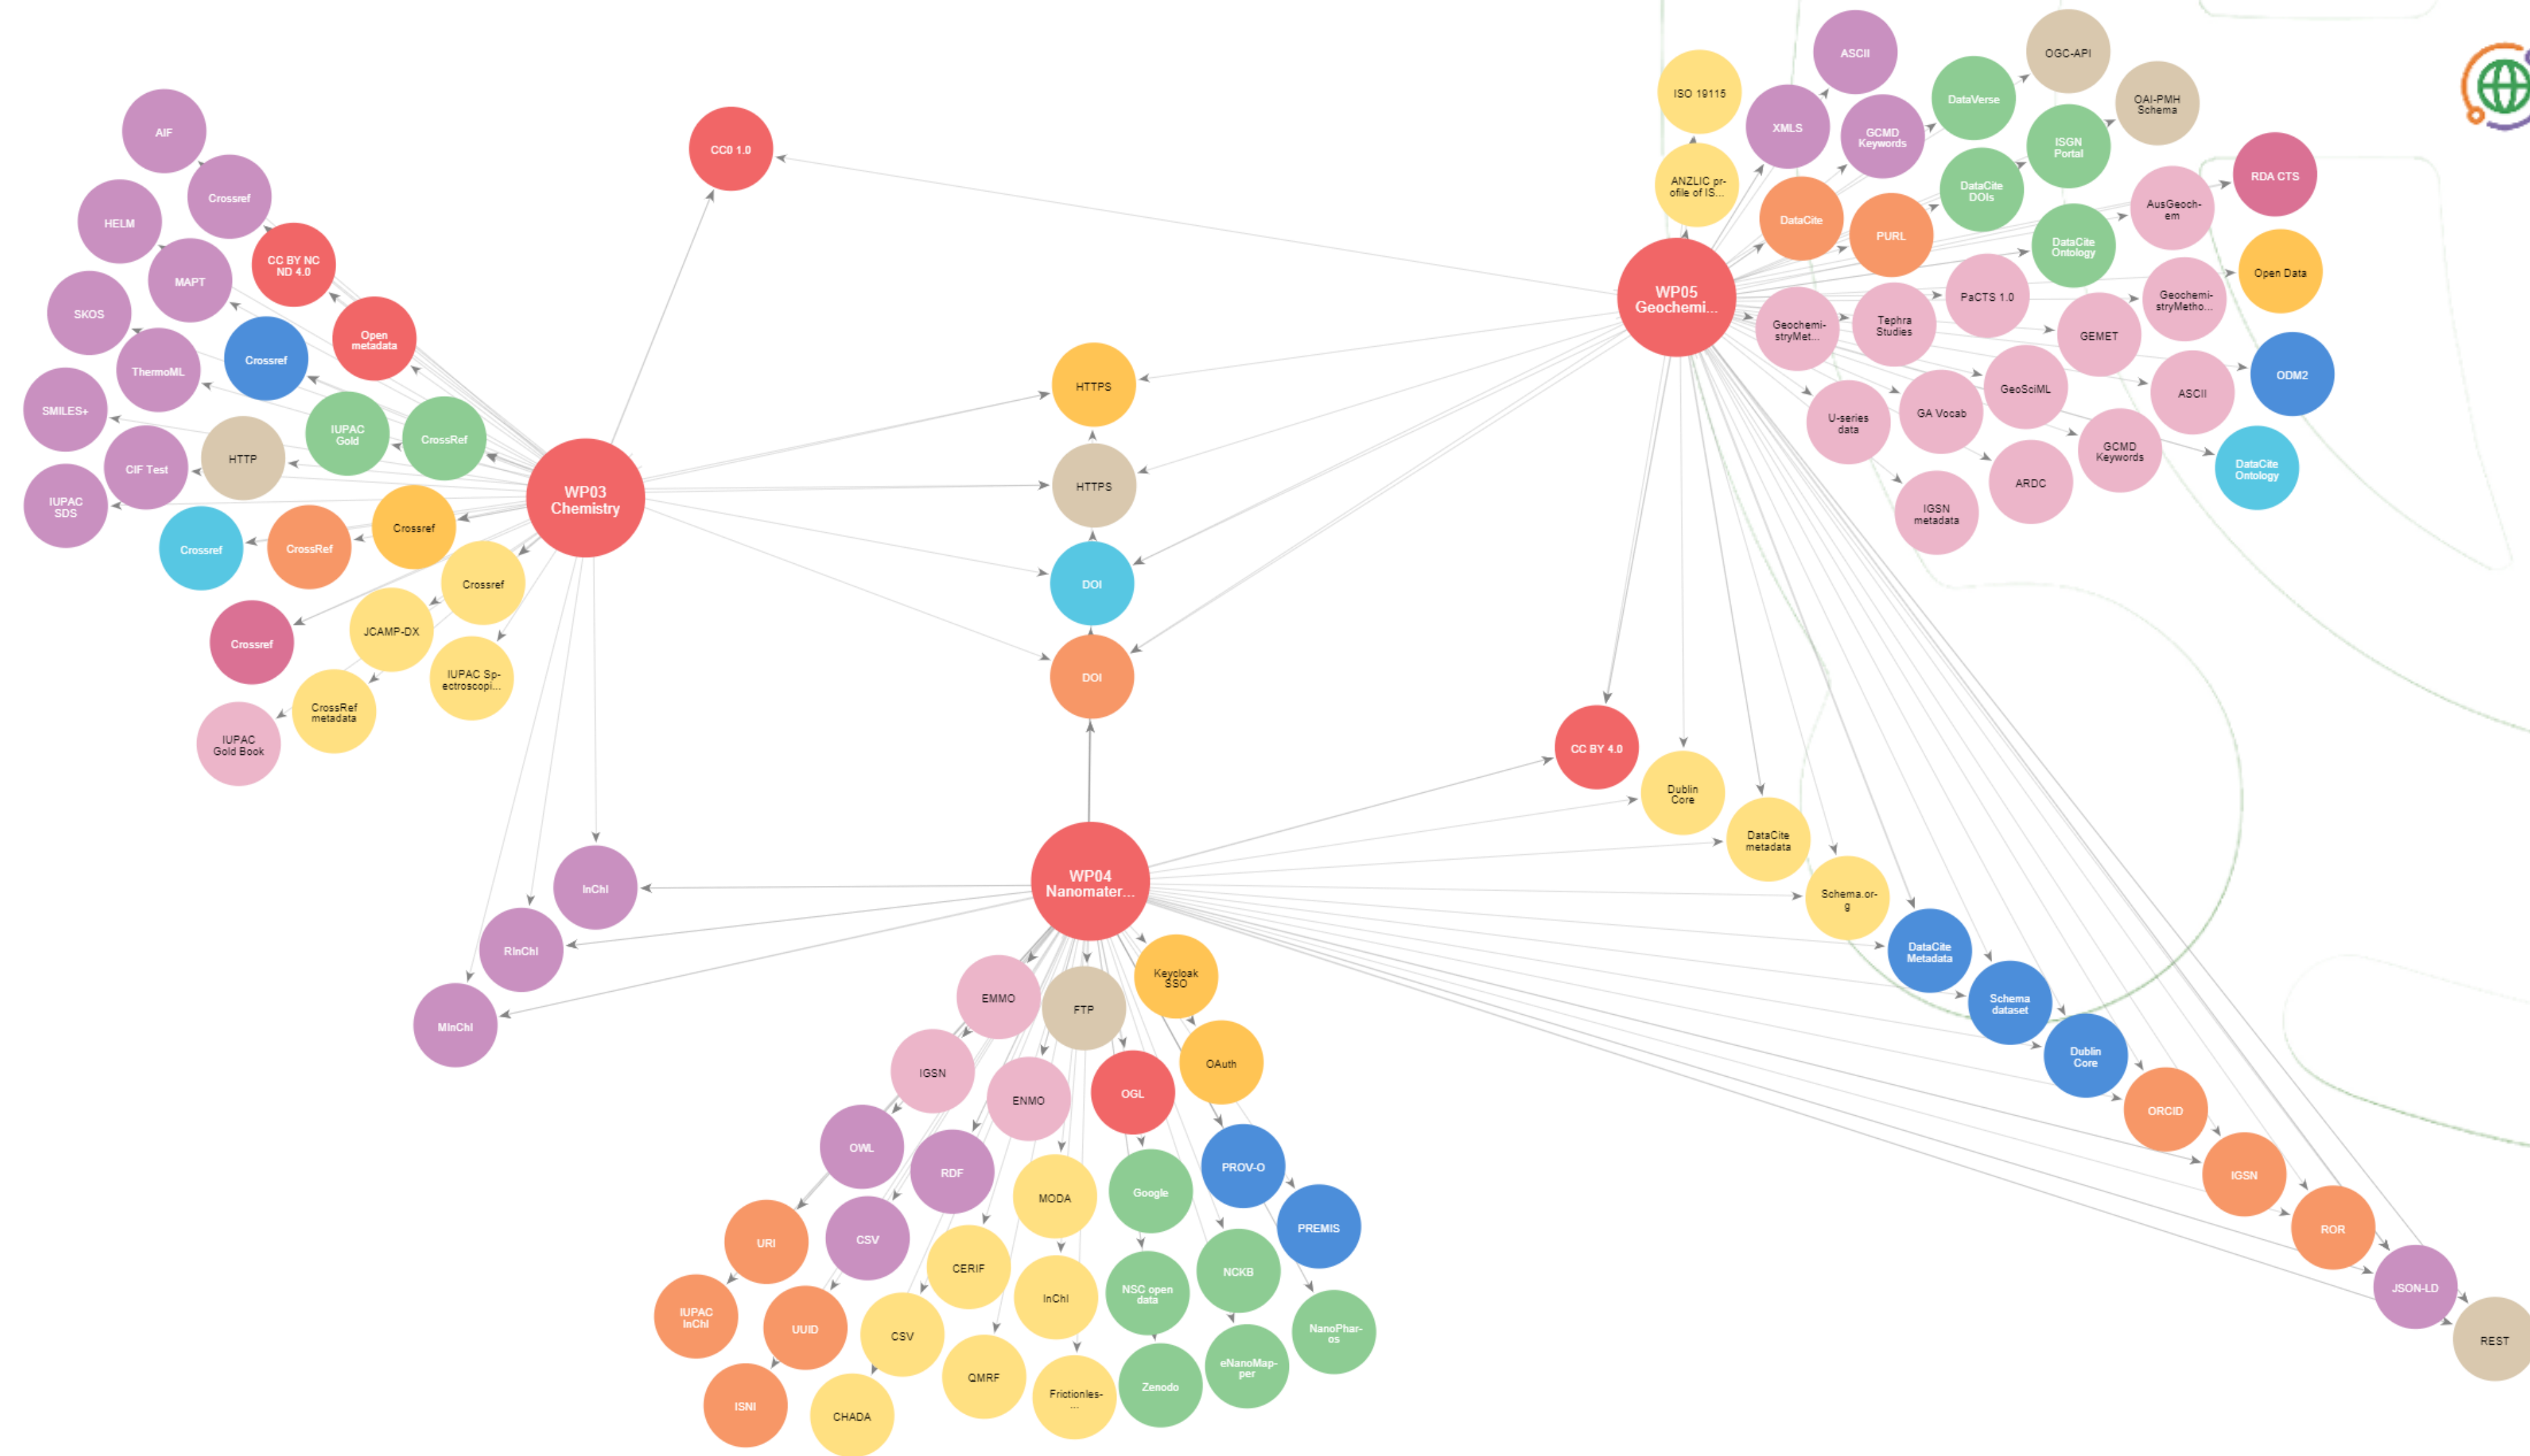 AIF
Crossref
HELM
CC BY NC
ND 4.0
MAPT
SKOS
Open
metadata
Crossref
ThermoML
SMILES+
IUPAC
Gold
CrossRef
HTTP
CIF Test
IUPAC
SDS
WP03
Chemistry
Crossref
CrossRef
Crossref
Crossref
JCAMP-DX
Crossref
IUPAC Sp-
ectroscopi...
CrossRef
metadata
IUPAC
Gold Book
CC0 1.0
HTTPS
HTTPS
DOI
DOI
ISO 19115
ANZLIC pr-
ofile of IS...
ASCII
XMLS
GCMD
Keywords
DataVerse
OGC-API
OAI-PMH
Schema
ISGN
Portal
DataCite
DOIs
DataCite
PURL
DataCite
Ontology
AusGeoch-
em
RDA CTS
Open Data
WP05
Geochemi...
Geochemi-
stryMet...
Tephra
Studies
PaCTS 1.0
GEMET
Geochemi-
stryMetho...
ODM2
ASCII
GeoSciML
GA Vocab
U-series
data
GCMD
Keywords
DataCite
Ontology
ARDC
IGSN
metadata
CC BY 4.0
Dublin
Core
DataCite
metadata
Schema.or-
g
DataCite
Metadata
Schema
dataset
Dublin
Core
ORCID
IGSN
ROR
JSON-LD
REST
WP04
Nanomater...
InChI
RInChI
MInChI
EMMO
FTP
Keycloak
SSO
IGSN
ENMO
OGL
OAuth
OWL
RDF
MODA
Google
PROV-O
URI
CSV
CERIF
InChI
NSC open
data
NCKB
PREMIS
IUPAC
InChI
UUID
CSV
QMRF
Frictionles-
...
Zenodo
eNanoMap-
per
NanoPhar-
os
ISNI
CHADA